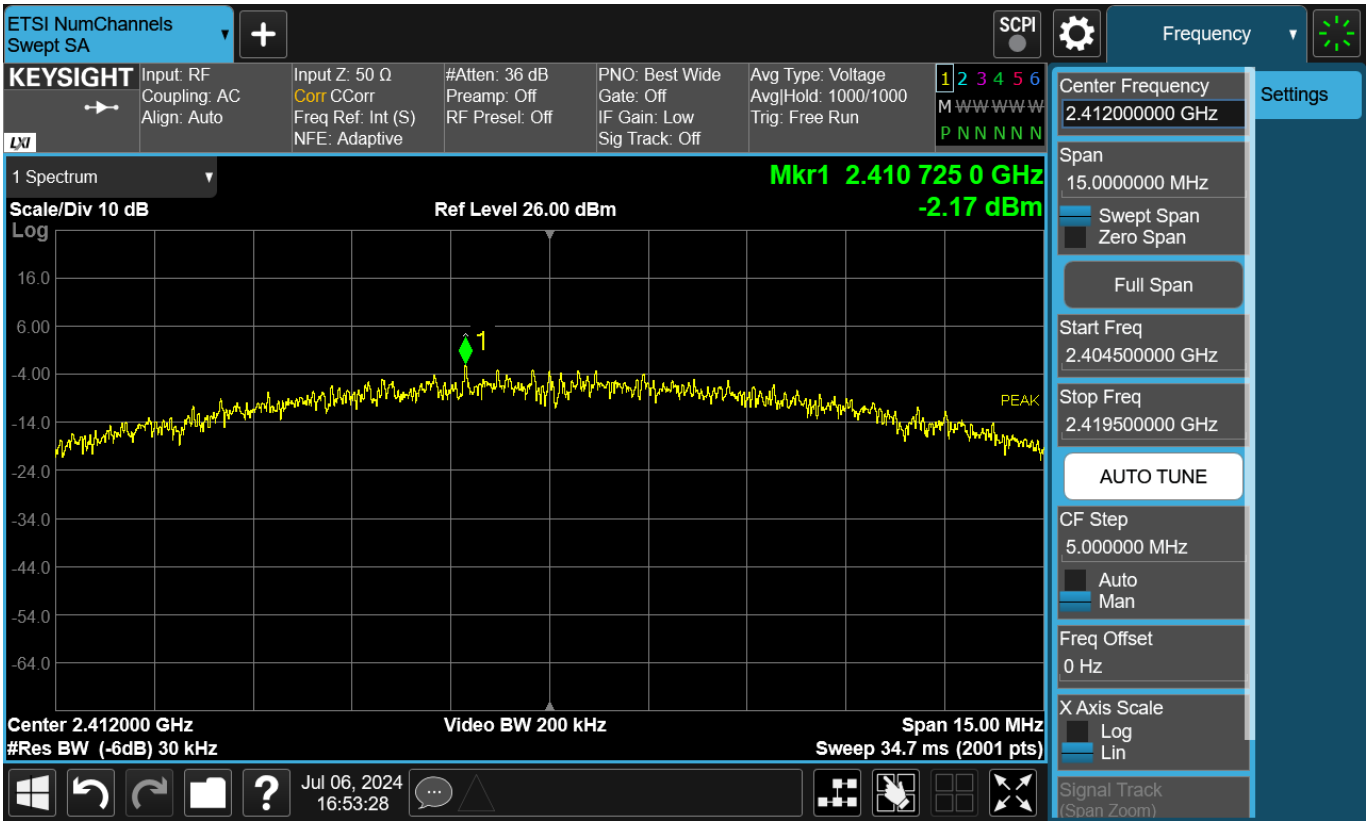 ETSI NumChannels
Swept SA
SCPI
Frequency
KEYSIGHT
LXI
Input: RF
Coupling: AC
Align: Auto
Input Z: 50 Ω
Corr CCorr
Freq Ref: Int (S)
NFE: Adaptive
#Atten: 36 dB
Preamp: Off
RF Presel: Off
PNO: Best Wide
Gate: Off
IF Gain: Low
Sig Track: Off
Avg Type: Voltage
Avg|Hold: 1000/1000
Trig: Free Run
1 2 3 4 5 6
M W W W W W
P N N N N N
1 Spectrum
Mkr1 2.410 725 0 GHz
-2.17 dBm
Scale/Div 10 dB
Ref Level 26.00 dBm
Log
16.0
6.00
-4.00
-14.0
-24.0
-34.0
-44.0
-54.0
-64.0
1
PEAK
Center 2.412000 GHz
Video BW 200 kHz
Span 15.00 MHz
#Res BW (-6dB) 30 kHz
Sweep 34.7 ms (2001 pts)
Center Frequency
2.412000000 GHz
Settings
Span
15.0000000 MHz
Swept Span
Zero Span
Full Span
Start Freq
2.404500000 GHz
Stop Freq
2.419500000 GHz
AUTO TUNE
CF Step
5.000000 MHz
Auto
Man
Freq Offset
0 Hz
X Axis Scale
Log
Lin
Signal Track
(Span Zoom)
?
Jul 06, 2024
16:53:28